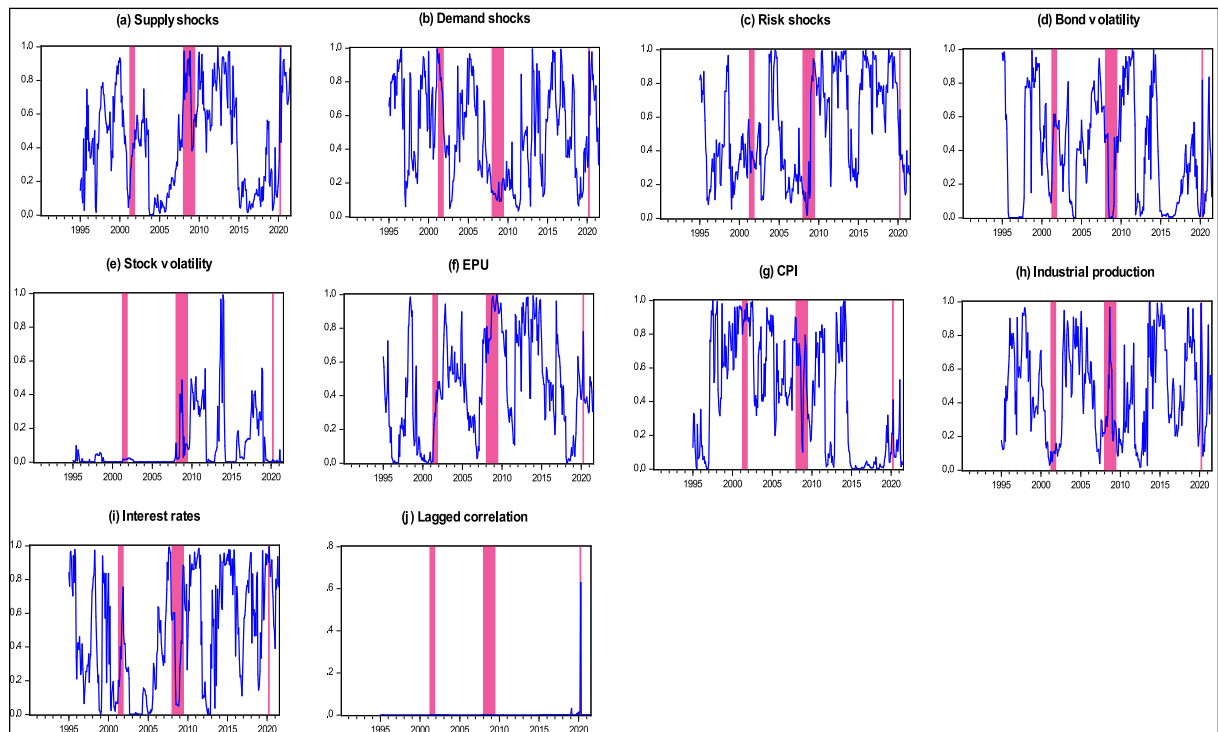 (a) Supply shocks
1.0
0.8
0.6
0.4
0.2
0.0
1995 2000 2005 2010 2015 2020
(b) Demand shocks
1.0
0.8
0.6
0.4
0.2
0.0
1995 2000 2005 2010 2015 2020
(c) Risk shocks
1.0
0.8
0.6
0.4
0.2
0.0
1995 2000 2005 2010 2015 2020
(d) Bond volatility
1.0
0.8
0.6
0.4
0.2
0.0
1995 2000 2005 2010 2015 2020
(e) Stock volatility
1.0
0.8
0.6
0.4
0.2
0.0
1995 2000 2005 2010 2015 2020
(f) EPU
1.0
0.8
0.6
0.4
0.2
0.0
1995 2000 2005 2010 2015 2020
(g) CPI
1.0
0.8
0.6
0.4
0.2
0.0
1995 2000 2005 2010 2015 2020
(h) Industrial production
1.0
0.8
0.6
0.4
0.2
0.0
1995 2000 2005 2010 2015 2020
(i) Interest rates
1.0
0.8
0.6
0.4
0.2
0.0
1995 2000 2005 2010 2015 2020
(j) Lagged correlation
.8
.6
.4
.2
.0
1995 2000 2005 2010 2015 2020